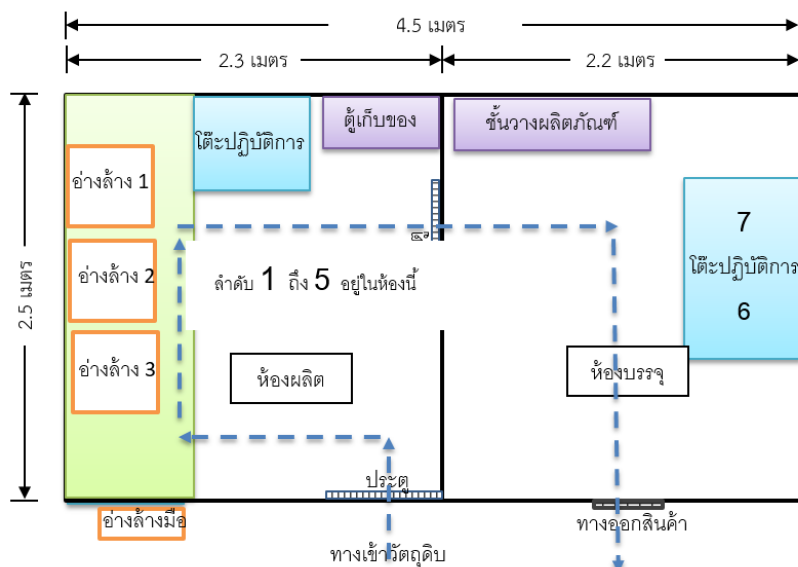 4.5 เมตร
2.3 เมตร
2.2 เมตร
2.5 เมตร
โต๊ะปฏิบัติการ
ตู้เก็บของ
ชั้นวางผลิตภัณฑ์
อ่างล้าง 1
อ่างล้าง 2
อ่างล้าง 3
ลำดับ 1 ถึง 5 อยู่ในห้องนี้
7
โต๊ะปฏิบัติการ
6
ห้องผลิต
ห้องบรรจุ
ประตู
อ่างล้างมือ
ทางเข้าวัตถุดิบ
ทางออกสินค้า